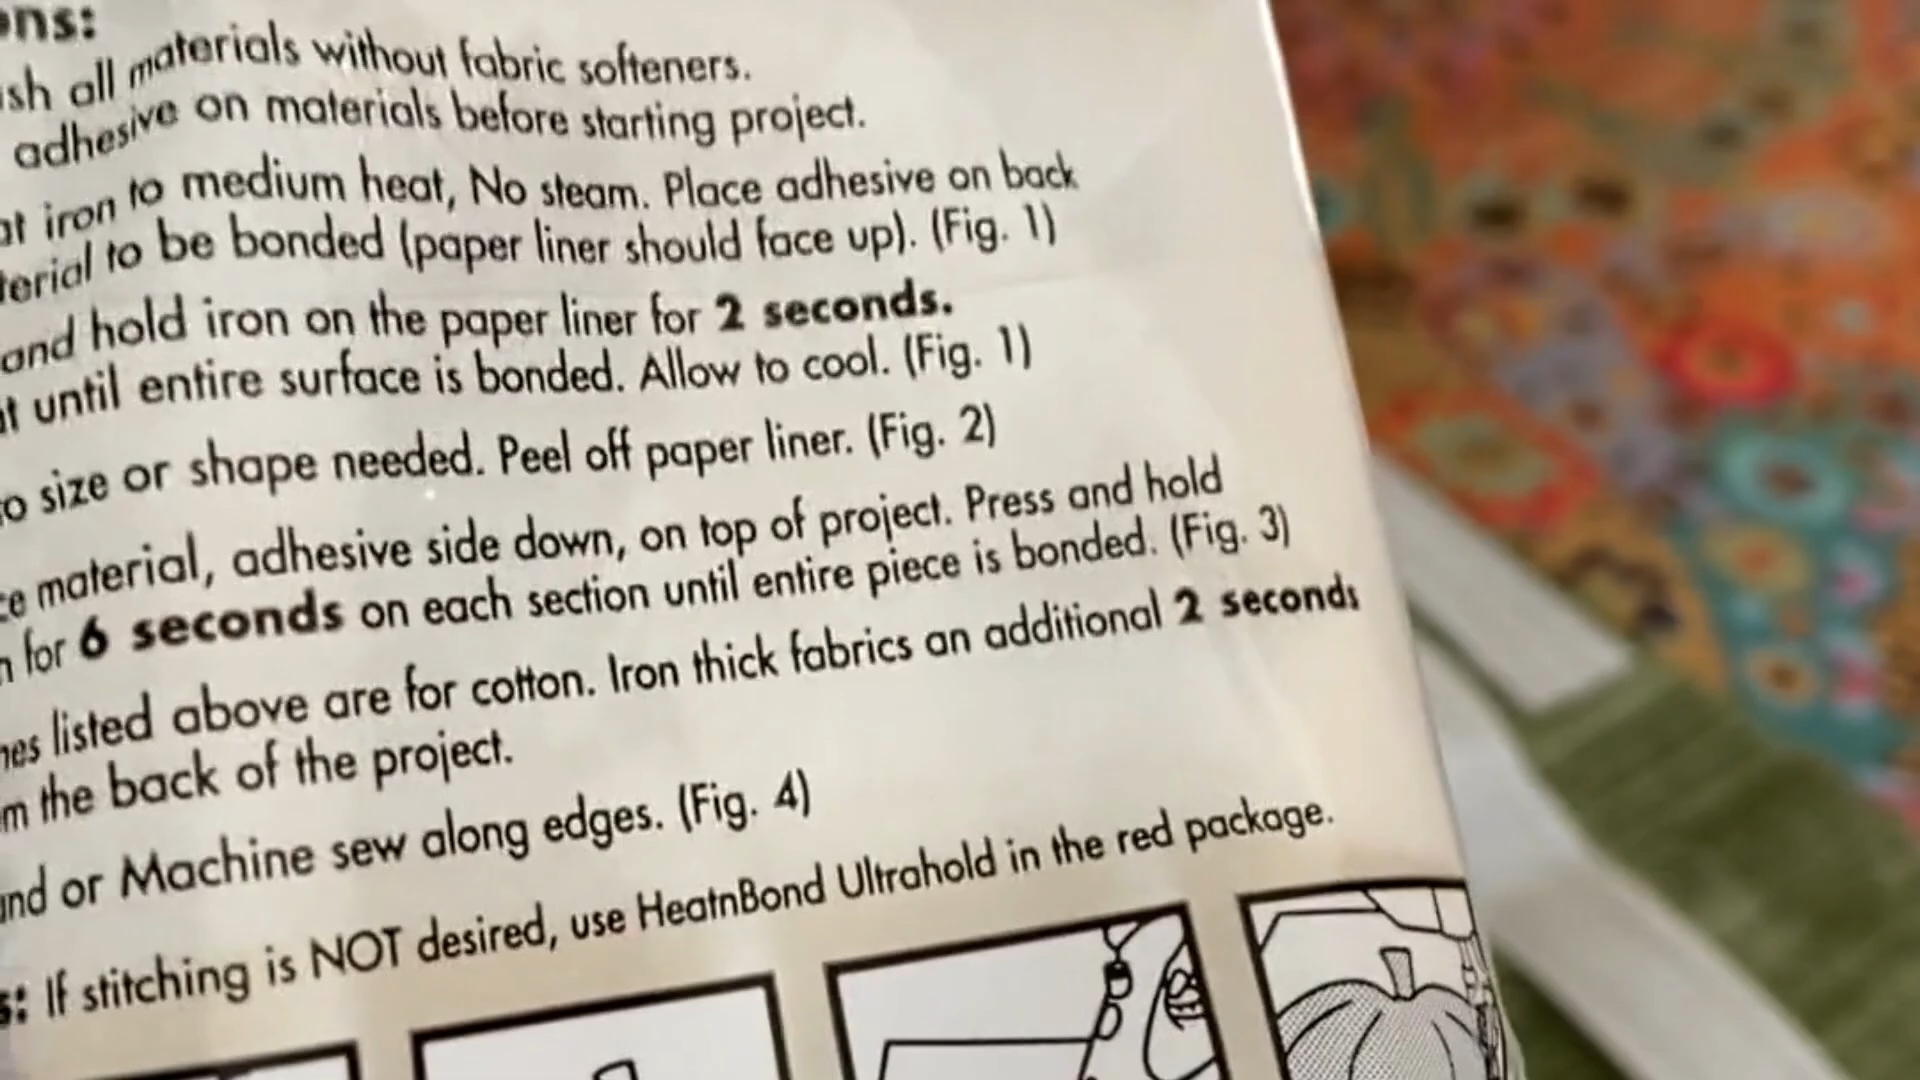 ons:
sh all materials without fabric softeners.
adhesive on materials before starting project.
at iron to medium heat, No steam. Place adhesive on back
terial to be bonded (paper liner should face up). (Fig. 1)
and hold iron on the paper liner for 2 seconds.
t until entire surface is bonded. Allow to cool. (Fig. 1)
to size or shape needed. Peel off paper liner. (Fig. 2)
ce material, adhesive side down, on top of project. Press and hold
n for 6 seconds on each section until entire piece is bonded. (Fig. 3)
mes listed above are for cotton. Iron thick fabrics an additional 2 seconds
m the back of the project.
and or Machine sew along edges. (Fig. 4)
s: If stitching is NOT desired, use HeatnBond Ultrahold in the red package.